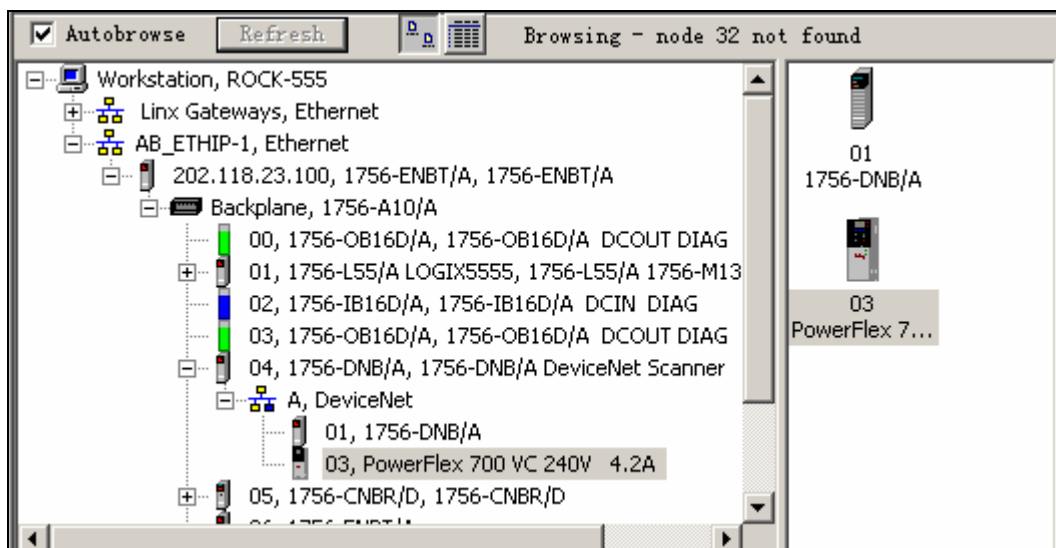 Autobrowse Refresh Browsing - node 32 not found
Workstation, ROCK-555
Linx Gateways, Ethernet
AB_ETHIP-1, Ethernet
202.118.23.100, 1756-ENBT/A, 1756-ENBT/A
Backplane, 1756-A10/A
00, 1756-OB16D/A, 1756-OB16D/A DCOUT DIAG
01, 1756-L55/A LOGIX5555, 1756-L55/A 1756-M13
02, 1756-IB16D/A, 1756-IB16D/A DCIN DIAG
03, 1756-OB16D/A, 1756-OB16D/A DCOUT DIAG
04, 1756-DNB/A, 1756-DNB/A DeviceNet Scanner
A, DeviceNet
01, 1756-DNB/A
03, PowerFlex 700 VC 240V 4.2A
05, 1756-CNBR/D, 1756-CNBR/D
01
1756-DNB/A
03
PowerFlex 7...